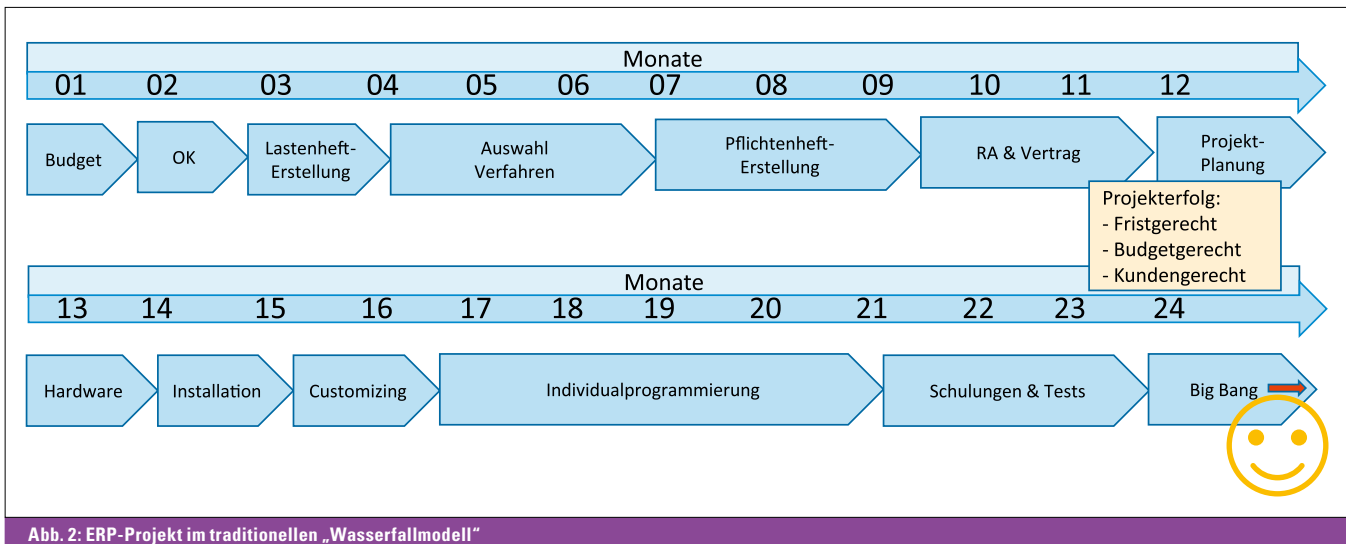 Monate
01 02 03 04 05 06 07 08 09 10 11 12
Budget
OK
Lastenheft-
Erstellung
Auswahl
Verfahren
Pflichtenheft-
Erstellung
RA & Vertrag
Projekt-
Planung
Projekterfolg:
- Fristgerecht
- Budgetgerecht
- Kundengerecht
Monate
13 14 15 16 17 18 19 20 21 22 23 24
Hardware
Installation
Customizing
Individualprogrammierung
Schulungen & Tests
Big Bang
Abb. 2: ERP-Projekt im traditionellen „Wasserfallmodell“